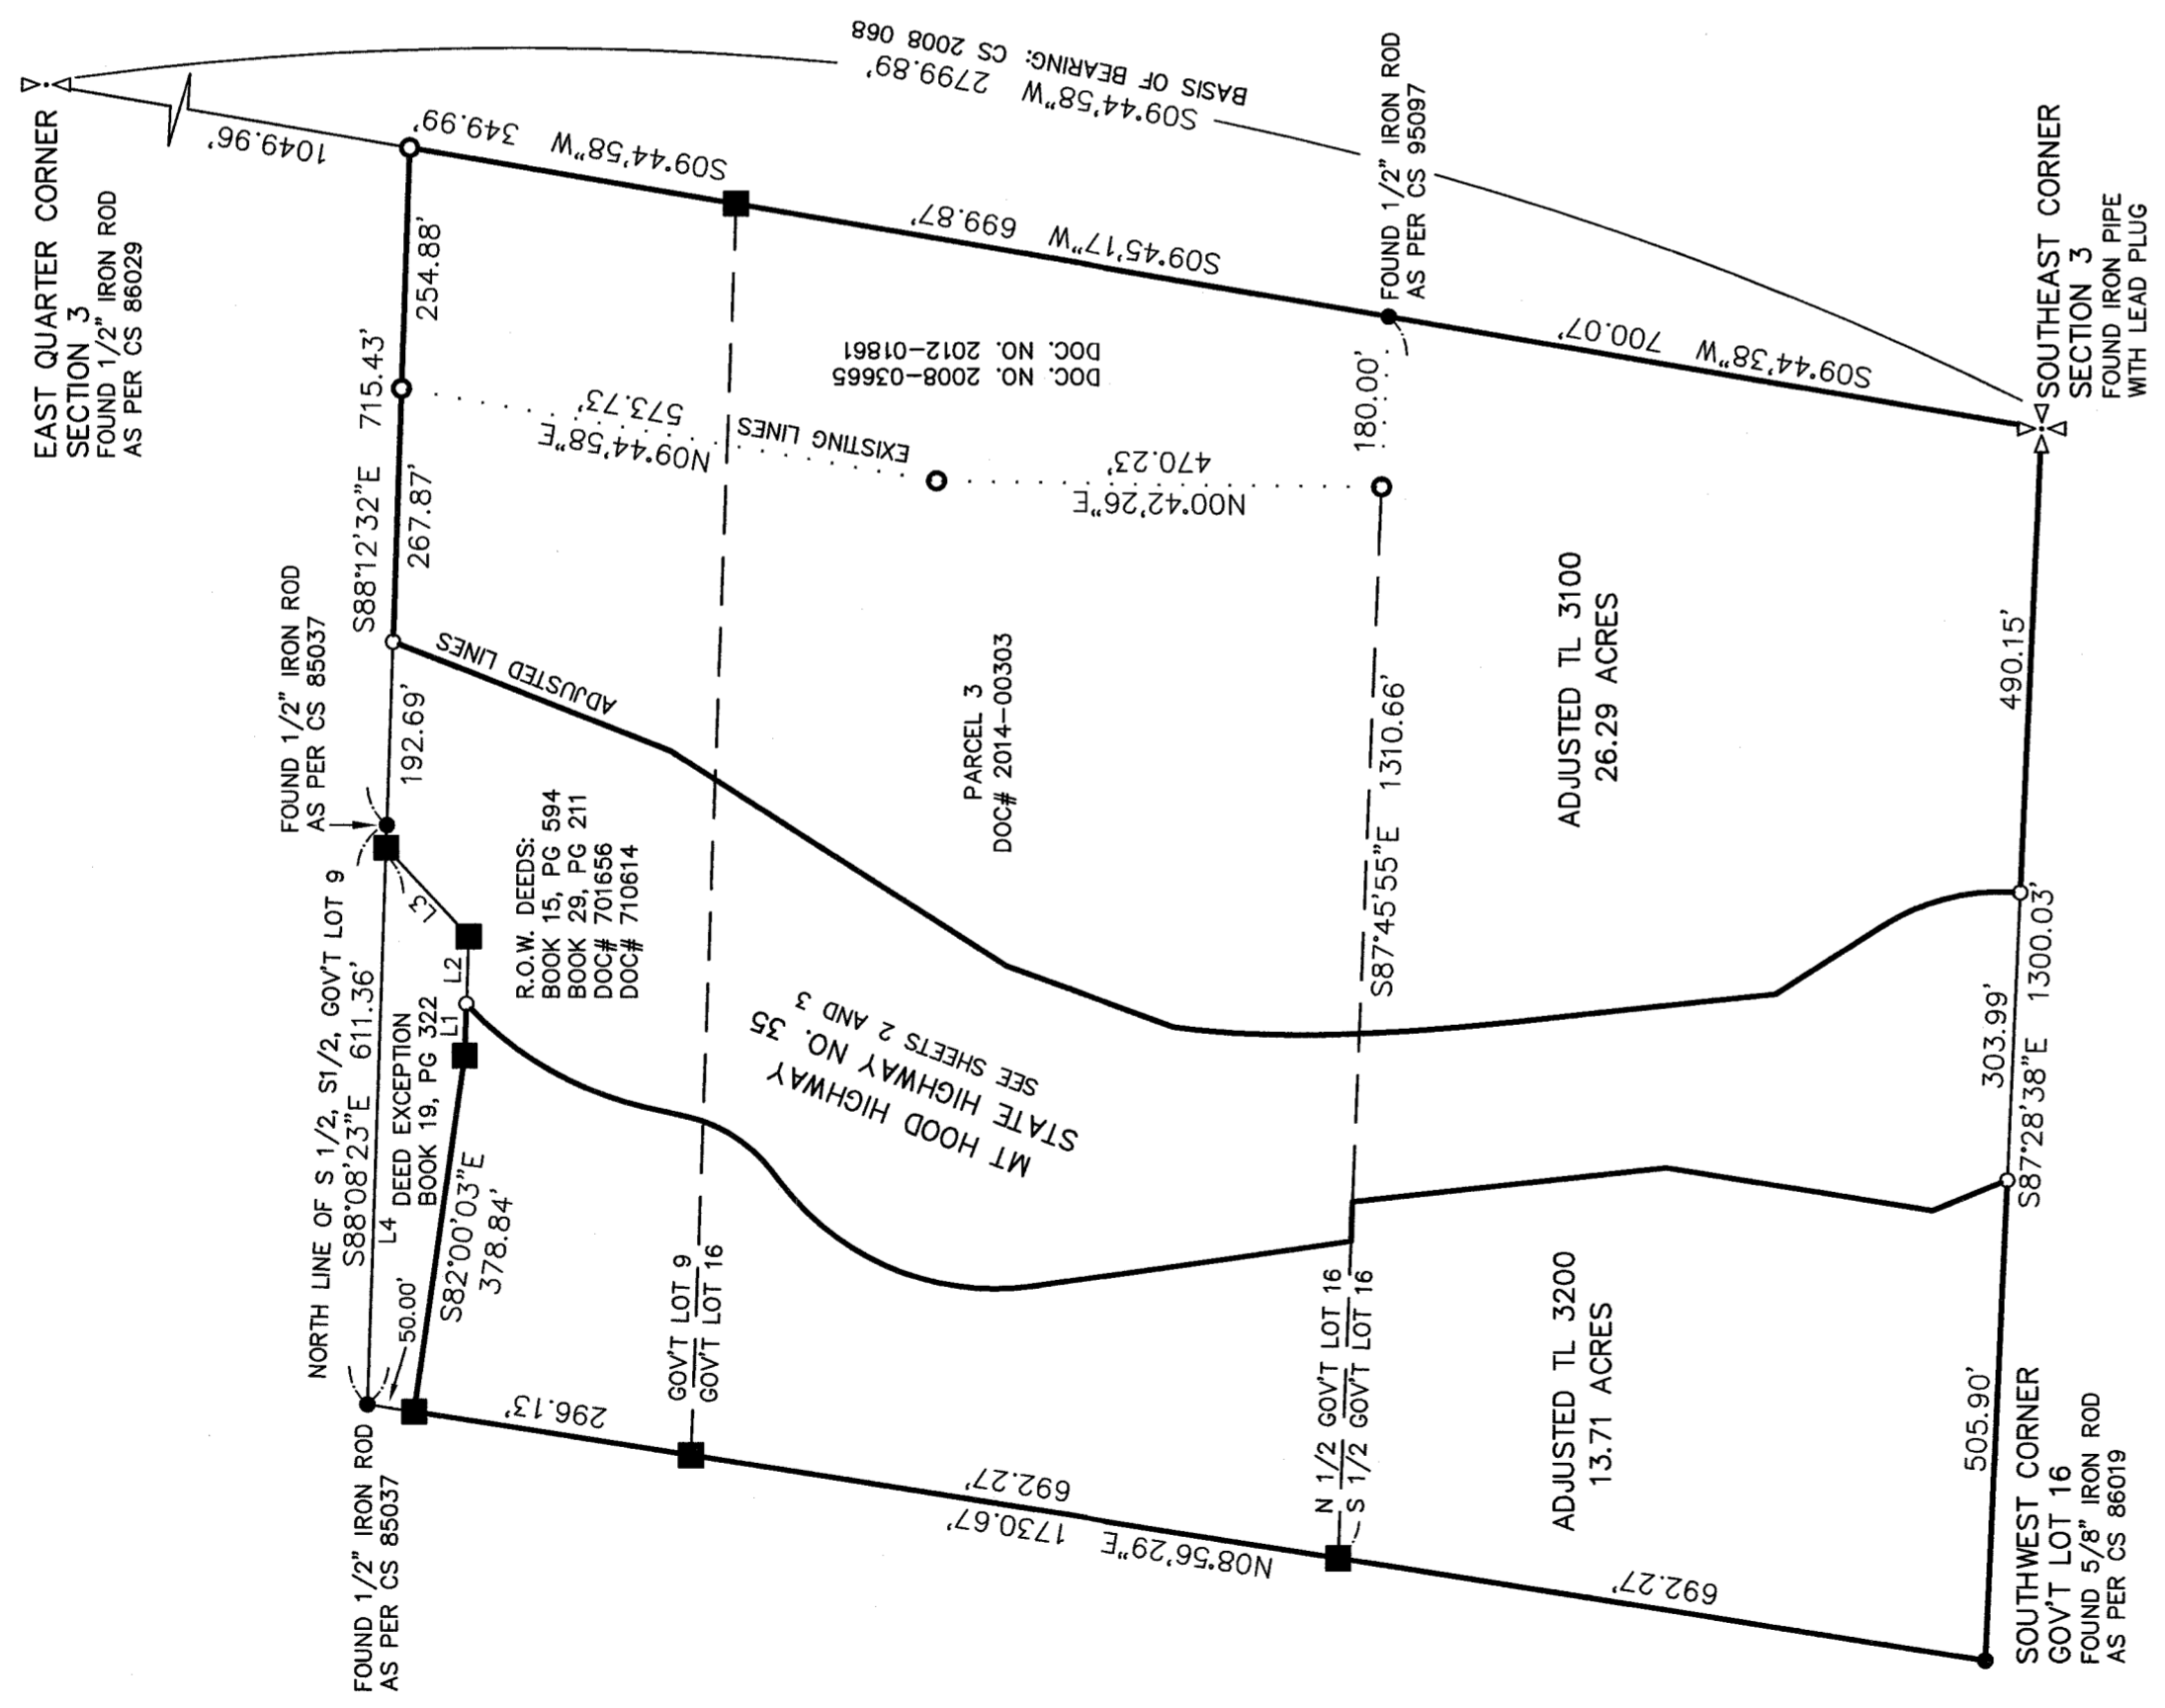 EAST QUARTER CORNER
SECTION 3
FOUND 1/2" IRON ROD
AS PER CS 86029
1049.96'
BASIS OF BEARING: CS 2008 068
S09°44'58"W 2799.89'
S09°44'58"W 349.99'
S09°45'17"W 699.87'
FOUND 1/2" IRON ROD
AS PER CS 95097
S09°44'38"W 700.07'
SOUTHEAST CORNER
SECTION 3
FOUND IRON PIPE
WITH LEAD PLUG
S88°12'32"E 715.43'
254.88'
267.87'
192.69'
DOC. NO. 2008-03665
DOC. NO. 2012-01861
N09°44'58"E
573.73'
EXISTING LINES
N00°42'26"E
470.23'
180.00'
FOUND 1/2" IRON ROD
AS PER CS 85037
ADJUSTED LINES
PARCEL 3
DOC# 2014-00303
S87°45'55"E 1310.66'
ADJUSTED TL 3100
26.29 ACRES
490.15'
NORTH LINE OF S 1/2, S1/2, GOV'T LOT 9
S88°08'23"E 611.36'
L4
DEED EXCEPTION
BOOK 19, PG 322
L1
L2
L3
R.O.W. DEEDS:
BOOK 15, PG 594
BOOK 29, PG 211
DOC# 701656
DOC# 710614
MT HOOD HIGHWAY
STATE HIGHWAY NO. 35
SEE SHEETS 2 AND 3
303.99'
S87°28'38"E 1300.03'
50.00'
S82°00'03"E
378.84'
FOUND 1/2" IRON ROD
AS PER CS 85037
296.13'
GOV'T LOT 9
GOV'T LOT 16
692.27'
N08°56'29"E 1730.67'
N 1/2 GOV'T LOT 16
S 1/2 GOV'T LOT 16
ADJUSTED TL 3200
13.71 ACRES
692.27'
505.90'
SOUTHWEST CORNER
GOV'T LOT 16
FOUND 5/8" IRON ROD
AS PER CS 86019